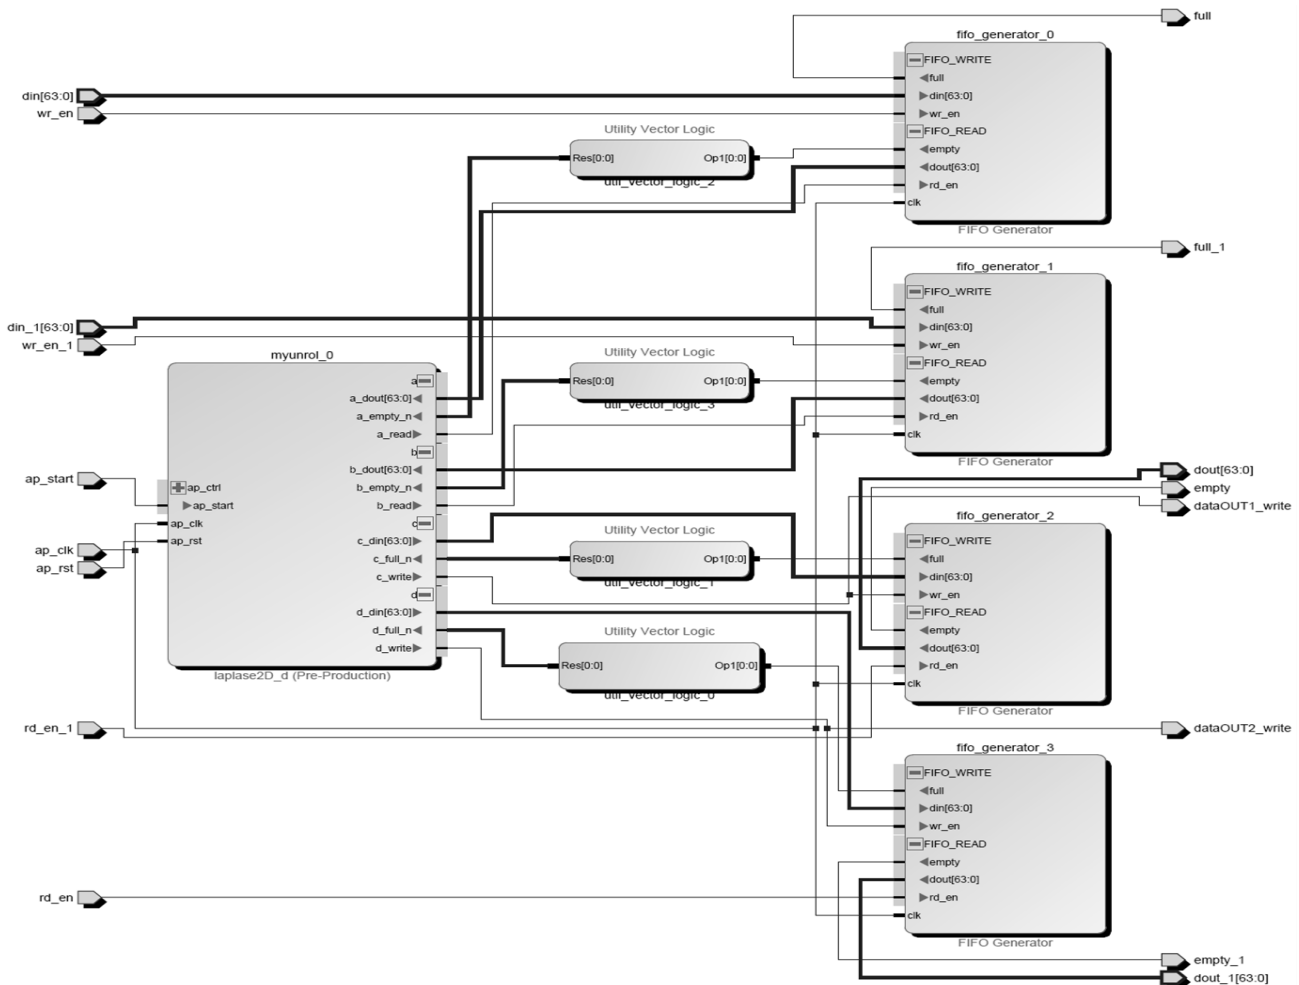 full
fifo_generator_0
FIFO_WRITE
full
din[63:0]
din[63:0]
wr_en
wr_en
Utility Vector Logic
FIFO_READ
empty
Res[0:0]
Op1[0:0]
dout[63:0]
util_vector_logic_2
rd_en
clk
FIFO Generator
full_1
fifo_generator_1
FIFO_WRITE
full
din_1[63:0]
din[63:0]
wr_en_1
wr_en
myunrol_0
Utility Vector Logic
FIFO_READ
a
Res[0:0]
Op1[0:0]
empty
a_dout[63:0]
dout[63:0]
util_vector_logic_3
a_empty_n
rd_en
a_read
clk
b
FIFO Generator
b_dout[63:0]
dout[63:0]
ap_start
ap_ctrl
b_empty_n
empty
ap_start
b_read
dataOUT1_write
fifo_generator_2
ap_clk
c
Utility Vector Logic
ap_rst
c_din[63:0]
FIFO_WRITE
ap_clk
c_full_n
Res[0:0]
Op1[0:0]
full
ap_rst
c_write
din[63:0]
util_vector_logic_1
d
wr_en
d_din[63:0]
FIFO_READ
d_full_n
Utility Vector Logic
empty
d_write
dout[63:0]
Res[0:0]
Op1[0:0]
rd_en
laplase2D_d (Pre-Production)
clk
util_vector_logic_0
FIFO Generator
rd_en_1
dataOUT2_write
fifo_generator_3
FIFO_WRITE
full
din[63:0]
wr_en
FIFO_READ
empty
dout[63:0]
rd_en
rd_en
clk
FIFO Generator
empty_1
dout_1[63:0]